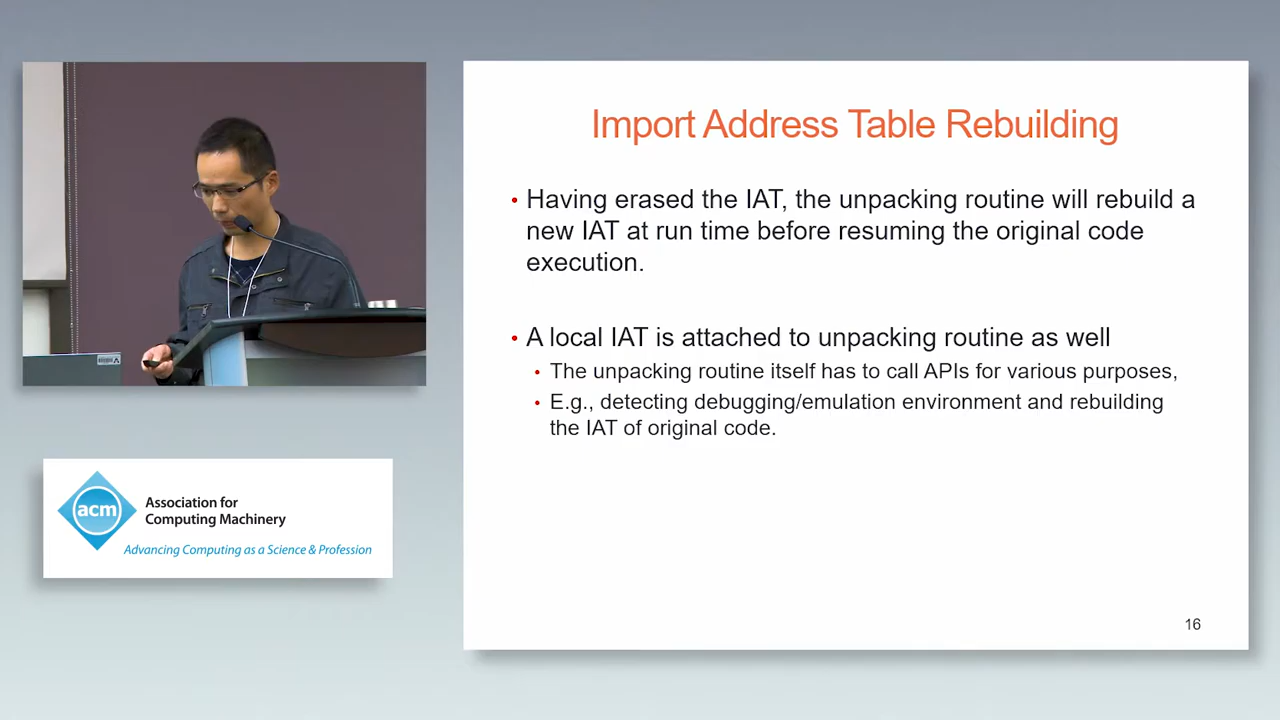 Import Address Table Rebuilding
• Having erased the IAT, the unpacking routine will rebuild a
new IAT at run time before resuming the original code
execution.
• A local IAT is attached to unpacking routine as well
• The unpacking routine itself has to call APIs for various purposes,
• E.g., detecting debugging/emulation environment and rebuilding
the IAT of original code.
16
acm
Association for
Computing Machinery
Advancing Computing as a Science & Profession